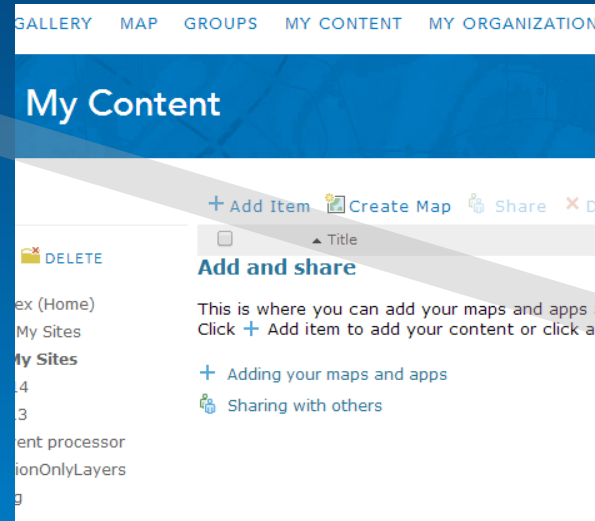 GALLERY MAP GROUPS MY CONTENT MY ORGANIZATION
My Content
+ Add Item Create Map Share × D
▲ Title
DELETE
Add and share
ex (Home)
This is where you can add your maps and apps
My Sites
Click + Add item to add your content or click a
My Sites
+ Adding your maps and apps
14
Sharing with others
3
ent processor
ionOnlyLayers
g